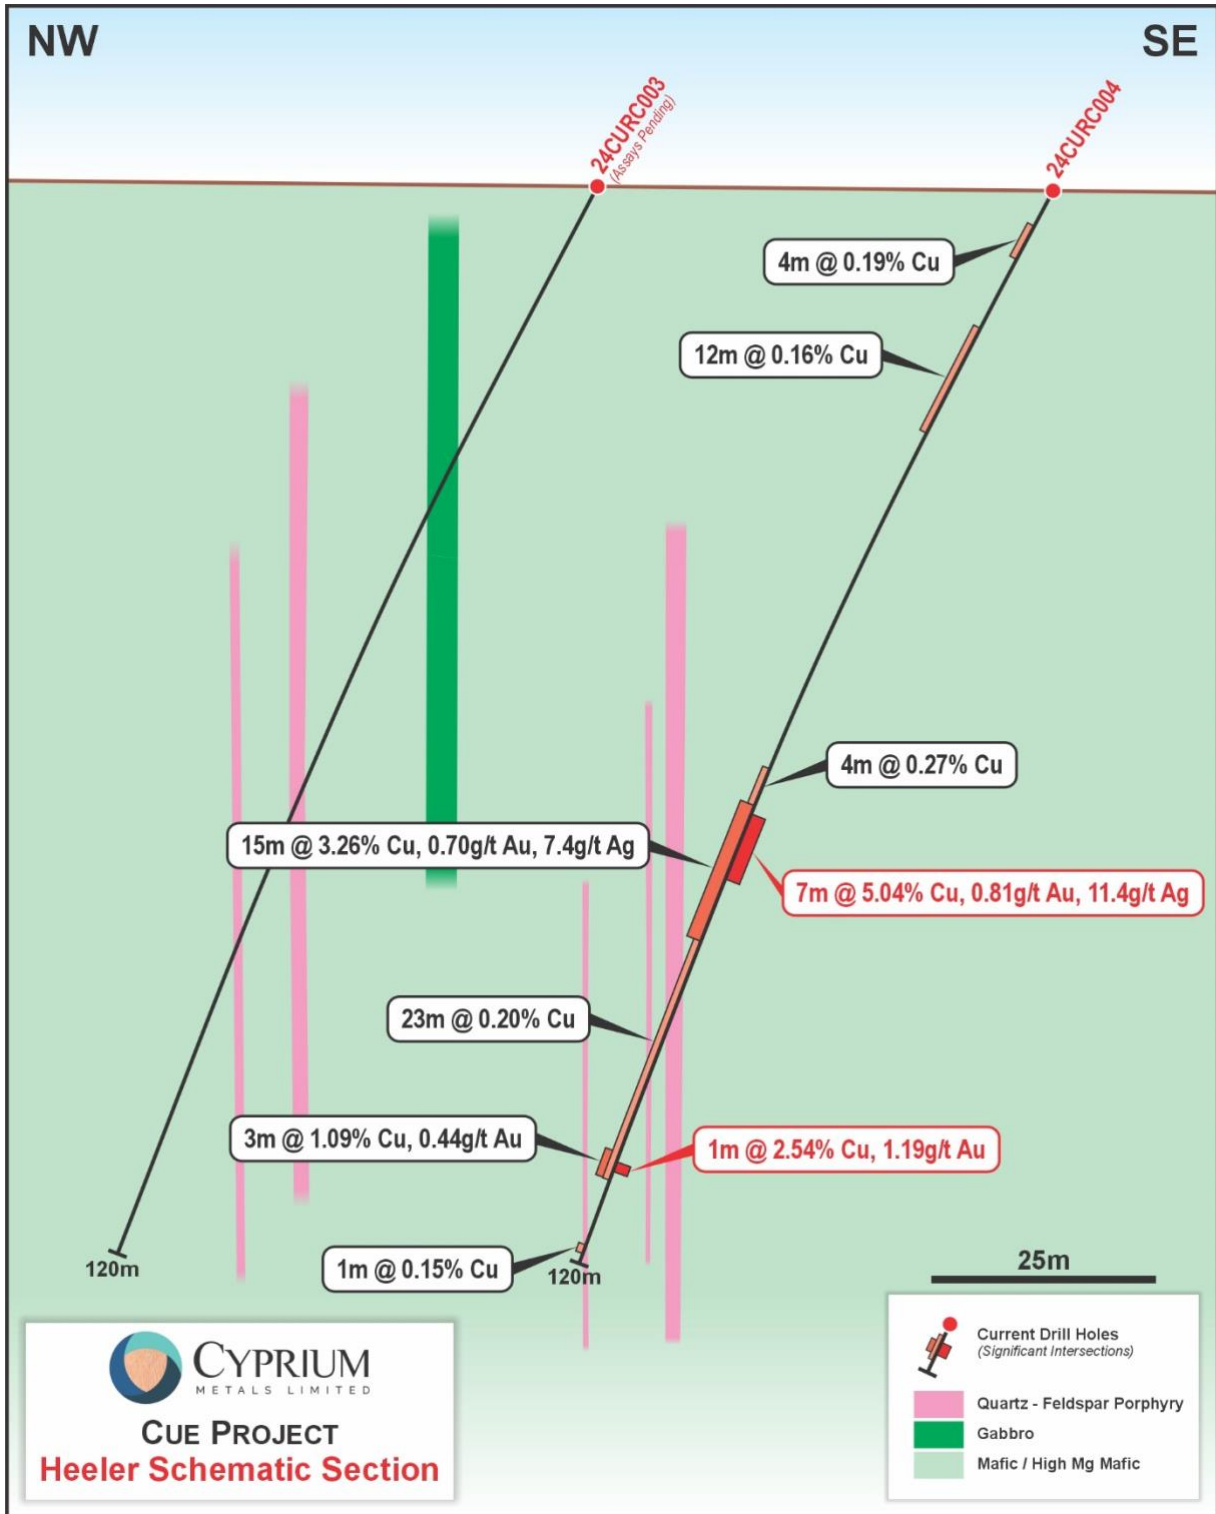 NW
SE
24CURC003
(Assays Pending)
24CURC004
4m @ 0.19% Cu
12m @ 0.16% Cu
4m @ 0.27% Cu
15m @ 3.26% Cu, 0.70g/t Au, 7.4g/t Ag
7m @ 5.04% Cu, 0.81g/t Au, 11.4g/t Ag
23m @ 0.20% Cu
3m @ 1.09% Cu, 0.44g/t Au
1m @ 2.54% Cu, 1.19g/t Au
120m
1m @ 0.15% Cu
120m
25m
CYPRIUM
METALS LIMITED
CUE PROJECT
Heeler Schematic Section
Current Drill Holes
(Significant Intersections)
Quartz - Feldspar Porphyry
Gabbro
Mafic / High Mg Mafic